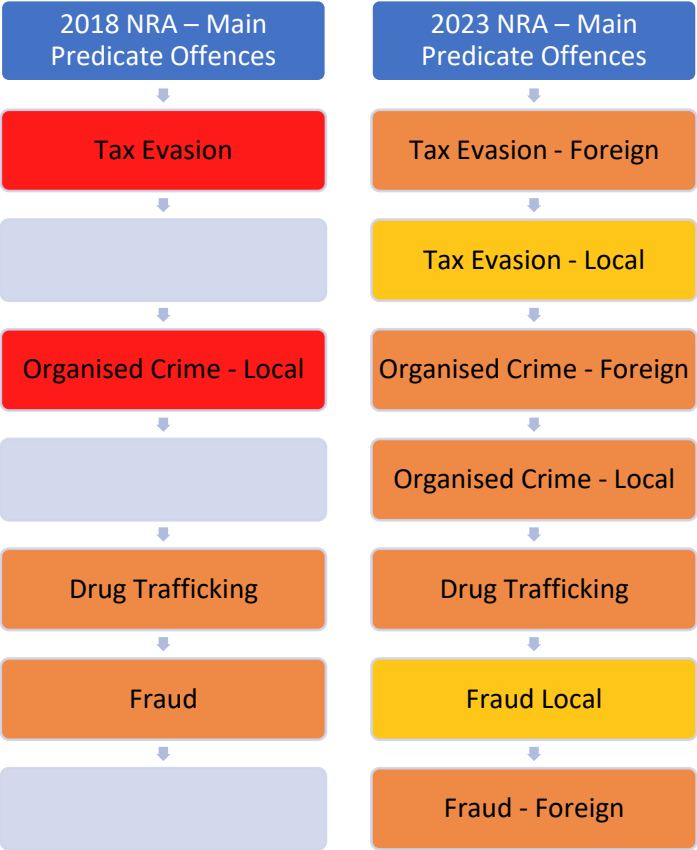 2018 NRA – Main
Predicate Offences
Tax Evasion
Organised Crime - Local
Drug Trafficking
Fraud
2023 NRA – Main
Predicate Offences
Tax Evasion - Foreign
Tax Evasion - Local
Organised Crime - Foreign
Organised Crime - Local
Drug Trafficking
Fraud Local
Fraud - Foreign